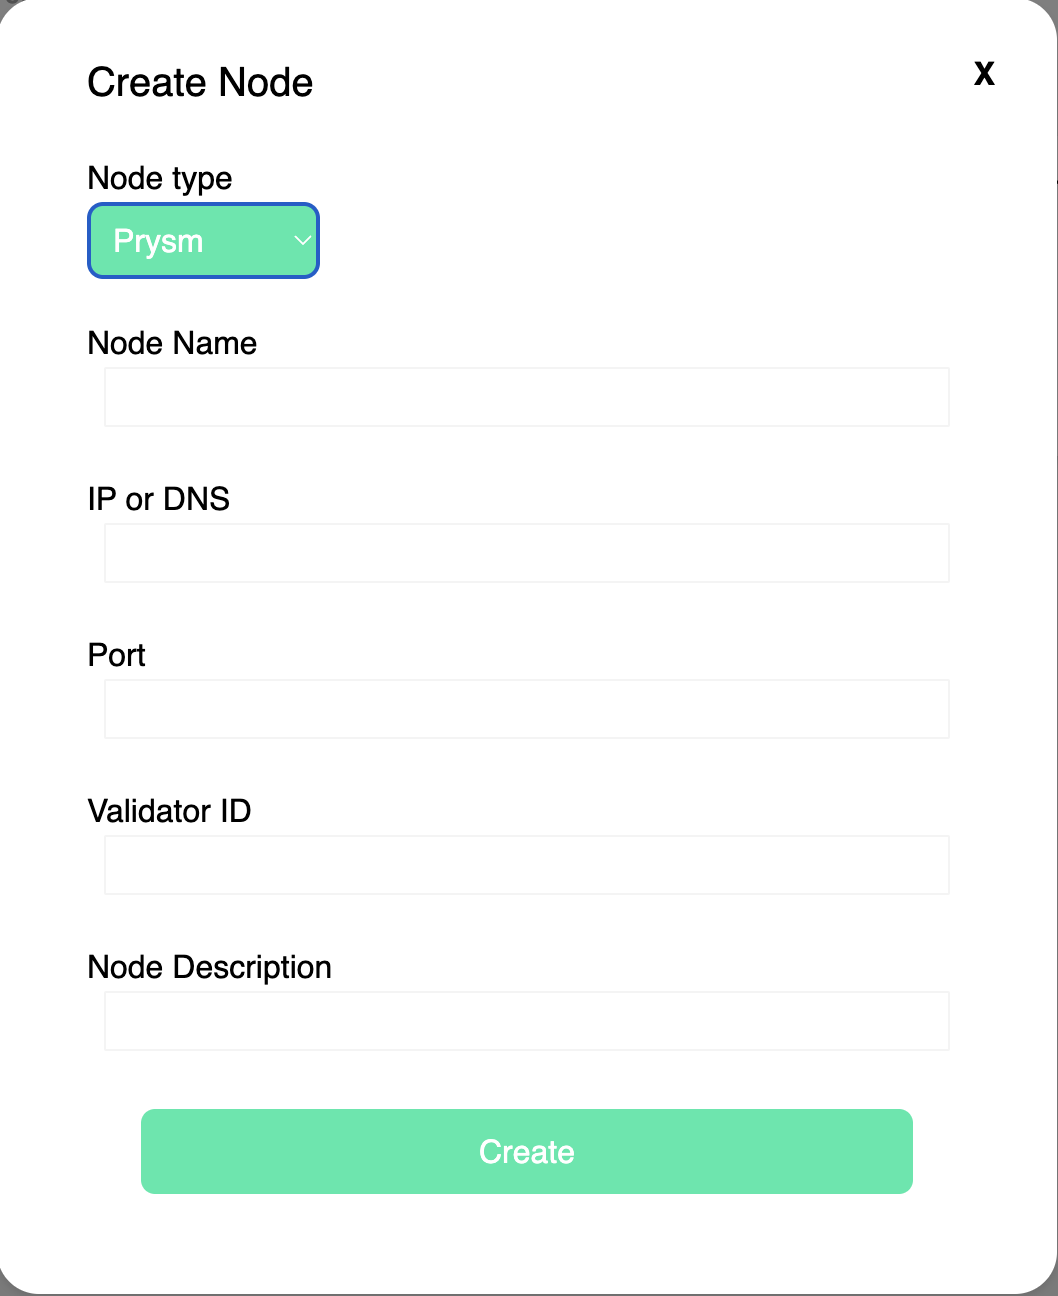 Create Node
X
Node type
Prysm
Node Name
IP or DNS
Port
Validator ID
Node Description
Create